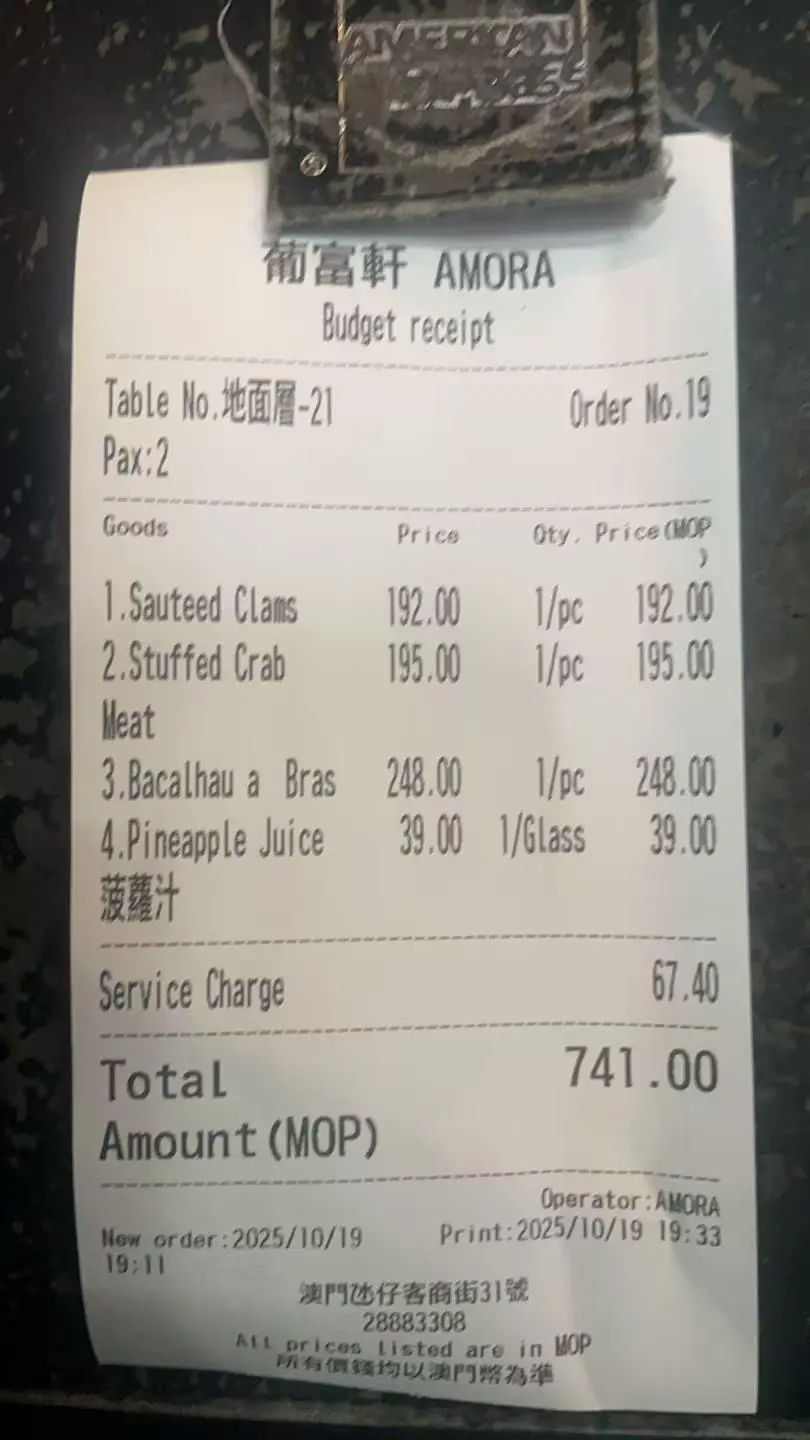 AMERICAN
EXPRESS
葡富軒 AMORA
Budget receipt
Table No.地面層-21 Order No.19
Pax:2
Goods Price Qty. Price(MOP
)
1.Sauteed Clams 192.00 1/pc 192.00
2.Stuffed Crab 195.00 1/pc 195.00
Meat
3.Bacalhau a Bras 248.00 1/pc 248.00
4.Pineapple Juice 39.00 1/Glass 39.00
菠蘿汁
Service Charge 67.40
Total 741.00
Amount(MOP)
Operator:AMORA
New order:2025/10/19 Print:2025/10/19 19:33
19:11
澳門氹仔客商街31號
28883308
All prices listed are in MOP
所有價錢均以澳門幣為準